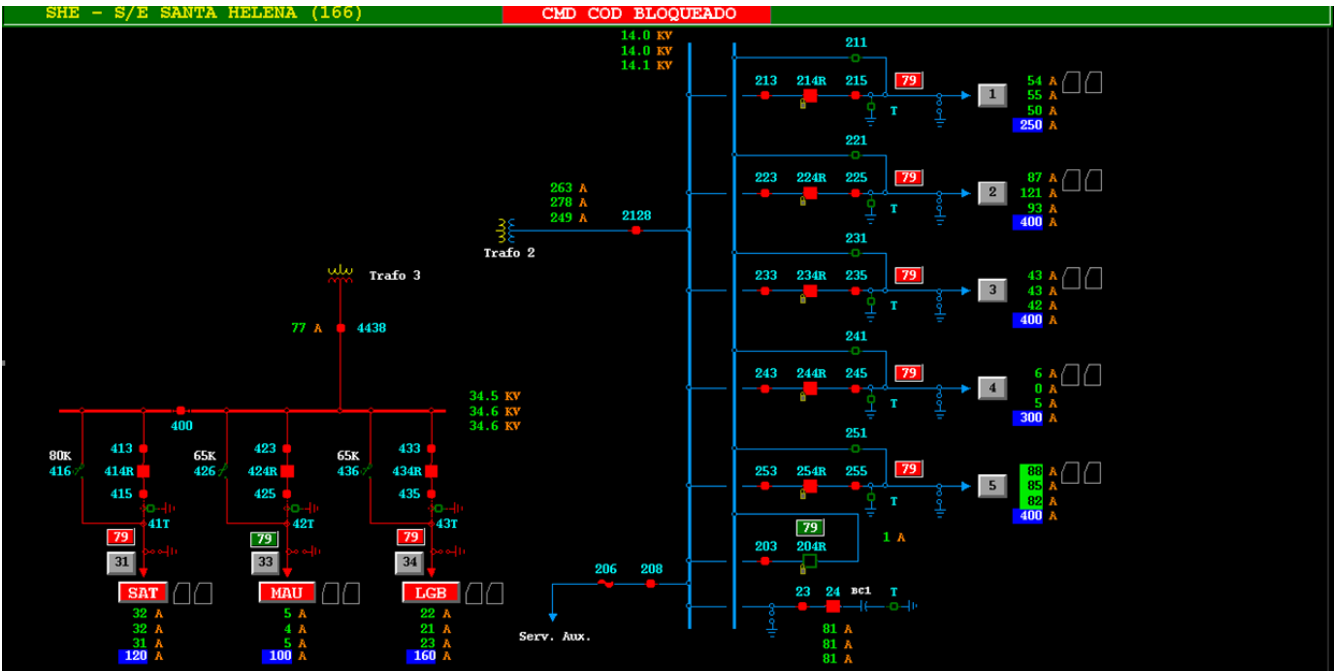 SHE - S/E SANTA HELENA (166)
CMD COD BLOQUEADO
14.0 KV
14.0 KV
14.1 KV
211
213 214R 215 79
T
1
54 A
55 A
50 A
250 A
221
223 224R 225 79
T
2
87 A
121 A
93 A
400 A
263 A
278 A
249 A
2128
Trafo 2
231
233 234R 235 79
T
3
43 A
43 A
42 A
400 A
Trafo 3
77 A 4438
241
243 244R 245 79
T
4
6 A
0 A
5 A
300 A
34.5 KV
34.6 KV
34.6 KV
400
251
253 254R 255 79
T
5
88 A
85 A
82 A
400 A
80K 413 65K 423 65K 433
416 414R 426 424R 436 434R
415 425 435
41T 42T 43T
79 79 79
31 33 34
SAT MAU LGB
32 A 5 A 22 A
32 A 4 A 21 A
31 A 5 A 23 A
120 A 100 A 160 A
79
203 204R
1 A
206 208
Serv. Aux.
23 24 BC1 T
81 A
81 A
81 A